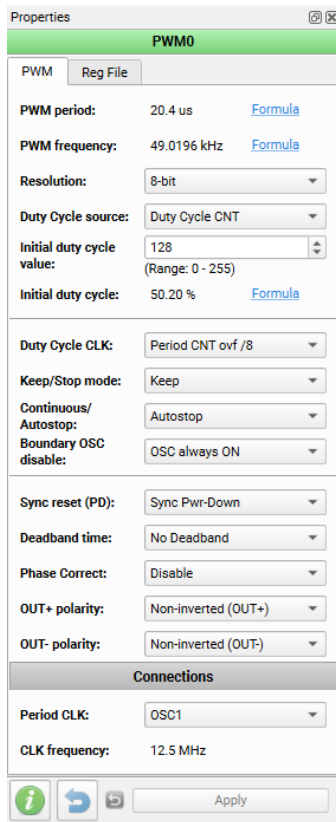 Properties
PWM0
PWM Reg File
PWM period: 20.4 us Formula
PWM frequency: 49.0196 kHz Formula
Resolution: 8-bit
Duty Cycle source: Duty Cycle CNT
Initial duty cycle value: 128
(Range: 0 - 255)
Initial duty cycle: 50.20 % Formula
Duty Cycle CLK: Period CNT ovf /8
Keep/Stop mode: Keep
Continuous/
Autostop: Autostop
Boundary OSC
disable: OSC always ON
Sync reset (PD): Sync Pwr-Down
Deadband time: No Deadband
Phase Correct: Disable
OUT+ polarity: Non-inverted (OUT+)
OUT- polarity: Non-inverted (OUT-)
Connections
Period CLK: OSC1
CLK frequency: 12.5 MHz
Apply